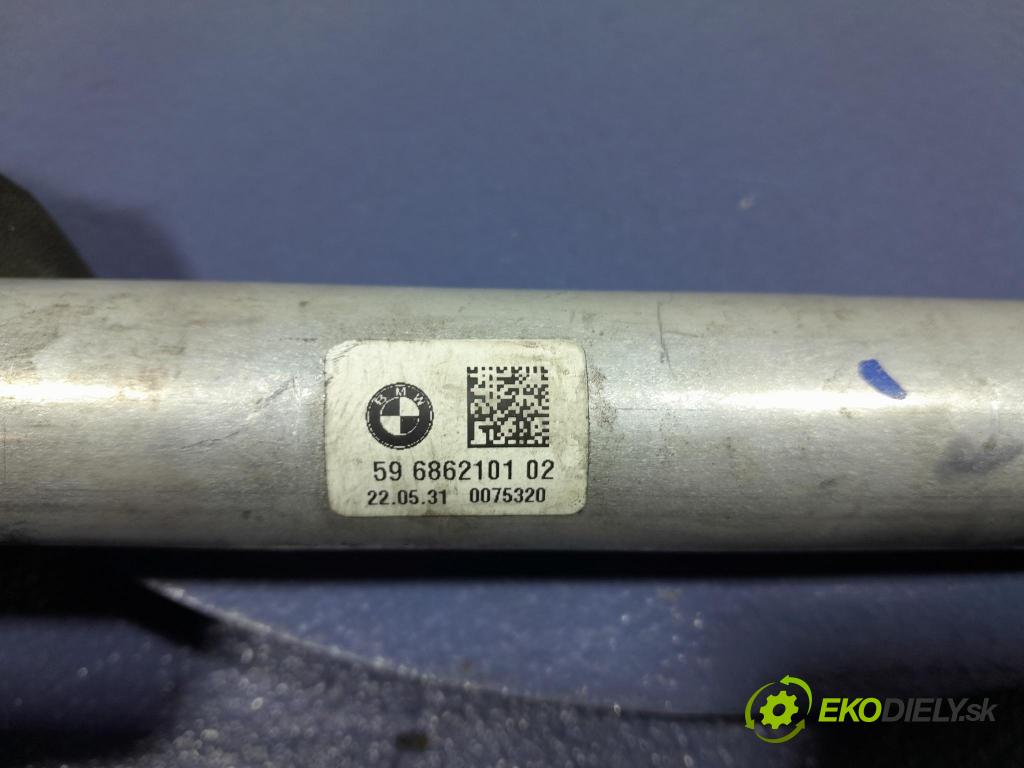 BMW
59 6862101 02
22.05.31 0075320
EKODIELY.sk